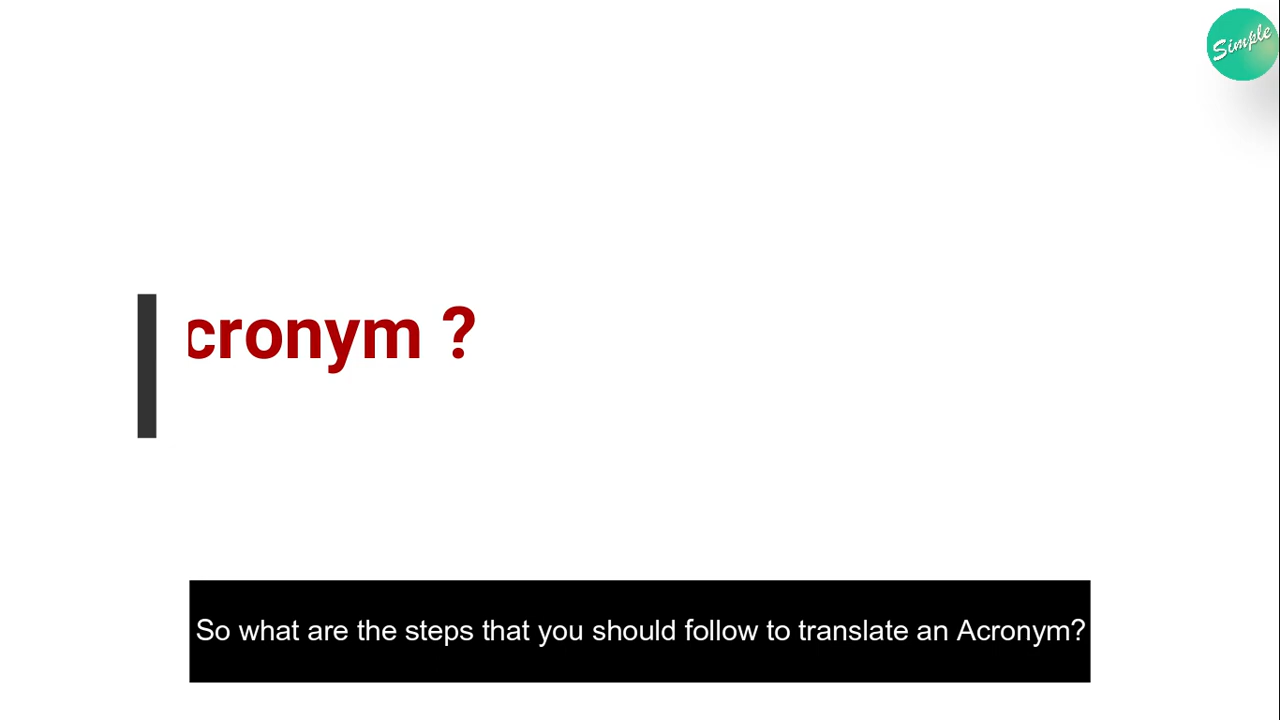 Simple
cronym ?
So what are the steps that you should follow to translate an Acronym?